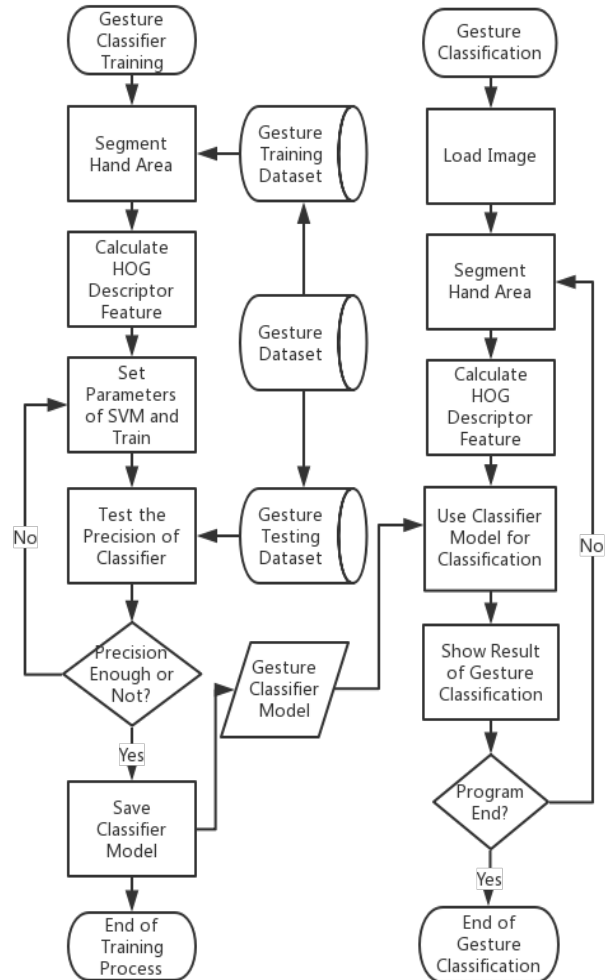 Gesture
Classifier
Training
Segment
Hand Area
Calculate
HOG
Descriptor
Feature
Set
Parameters
of SVM and
Train
Test the
Precision of
Classifier
Precision
Enough or
Not?
No
Yes
Save
Classifier
Model
End of
Training
Process
Gesture
Training
Dataset
Gesture
Dataset
Gesture
Testing
Dataset
Gesture
Classifier
Model
Gesture
Classification
Load Image
Segment
Hand Area
Calculate
HOG
Descriptor
Feature
Use Classifier
Model for
Classification
Show Result
of Gesture
Classification
Program
End?
No
Yes
End of
Gesture
Classification